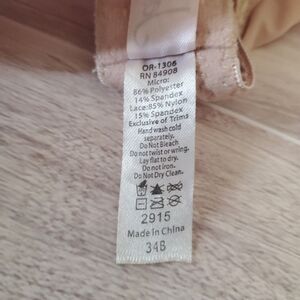 OR-1306
RN 84908
Micro:
86% Polyester
14% Spandex
Lace:85% Nylon
15% Spandex
Exclusive of Trims
Hand wash cold
separately.
Do Not Bleach
Do not twist or wring.
Lay flat to dry.
Do not iron.
Do Not Dry Clean.
2915
Made in China
34B